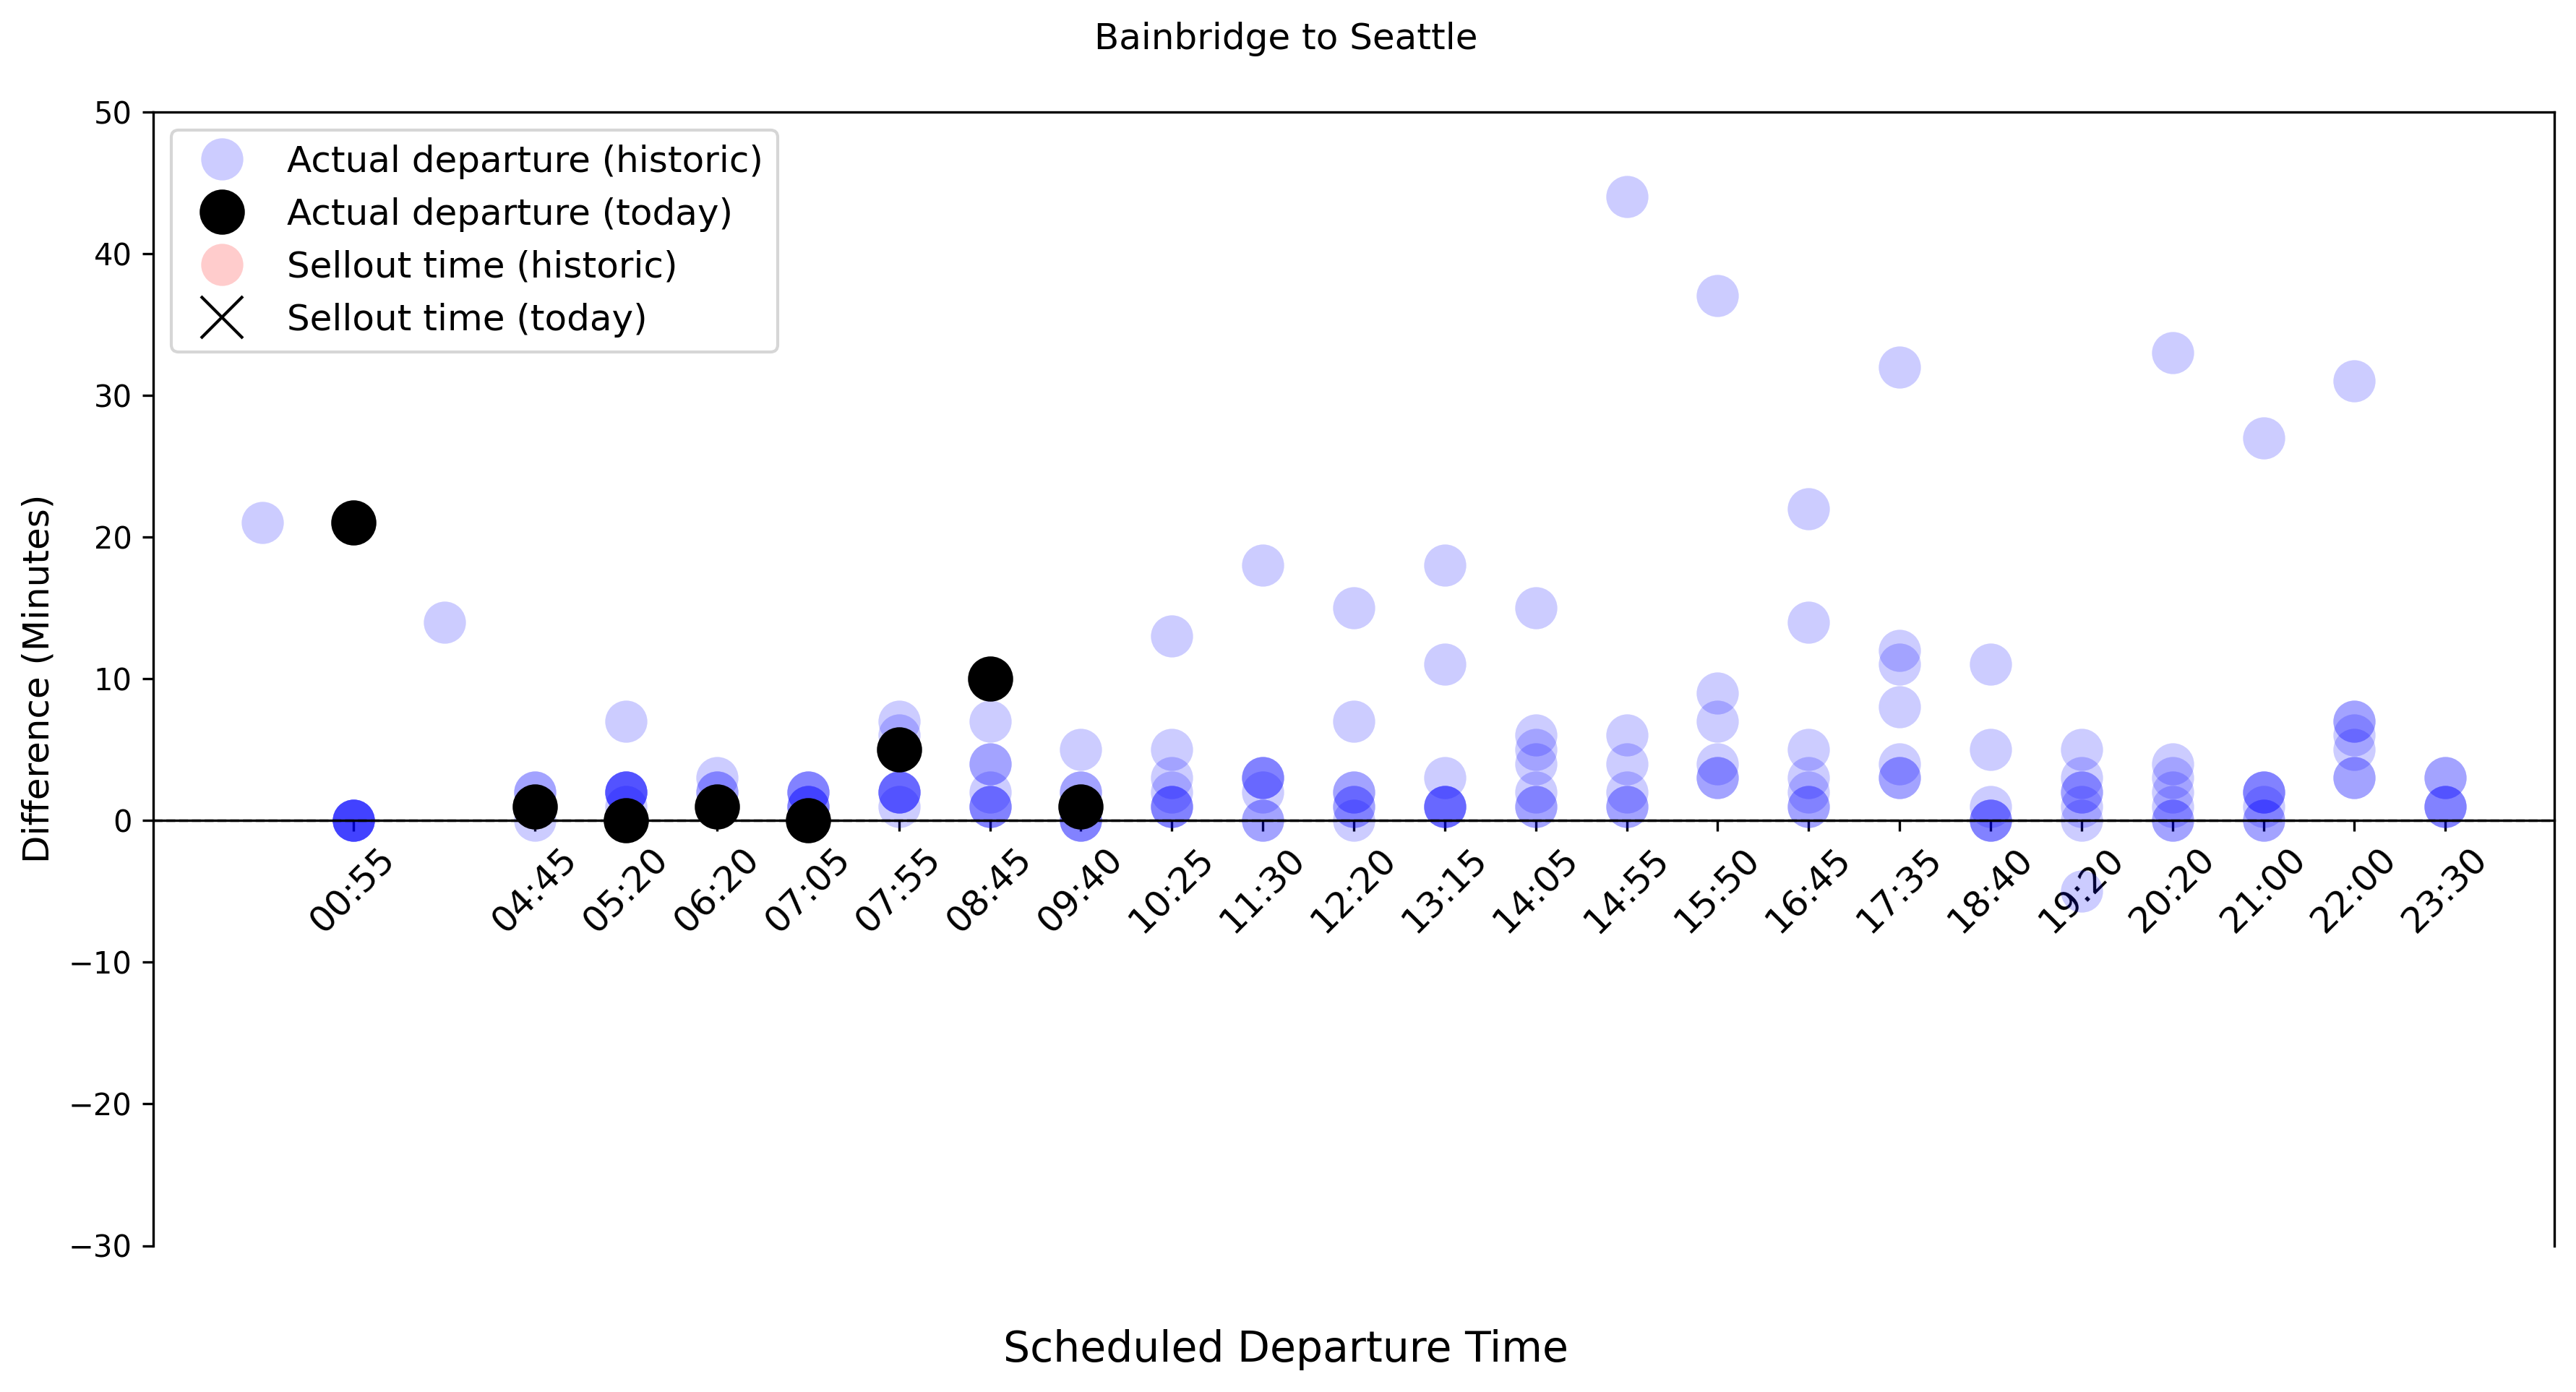 Bainbridge to Seattle
50
40
30
20
10
0
−10
−20
−30
Difference (Minutes)
Actual departure (historic)
Actual departure (today)
Sellout time (historic)
Sellout time (today)
00:55 04:45 05:20 06:20 07:05 07:55 08:45 09:40 10:25 11:30 12:20 13:15 14:05 14:55 15:50 16:45 17:35 18:40 19:20 20:20 21:00 22:00 23:30
Scheduled Departure Time